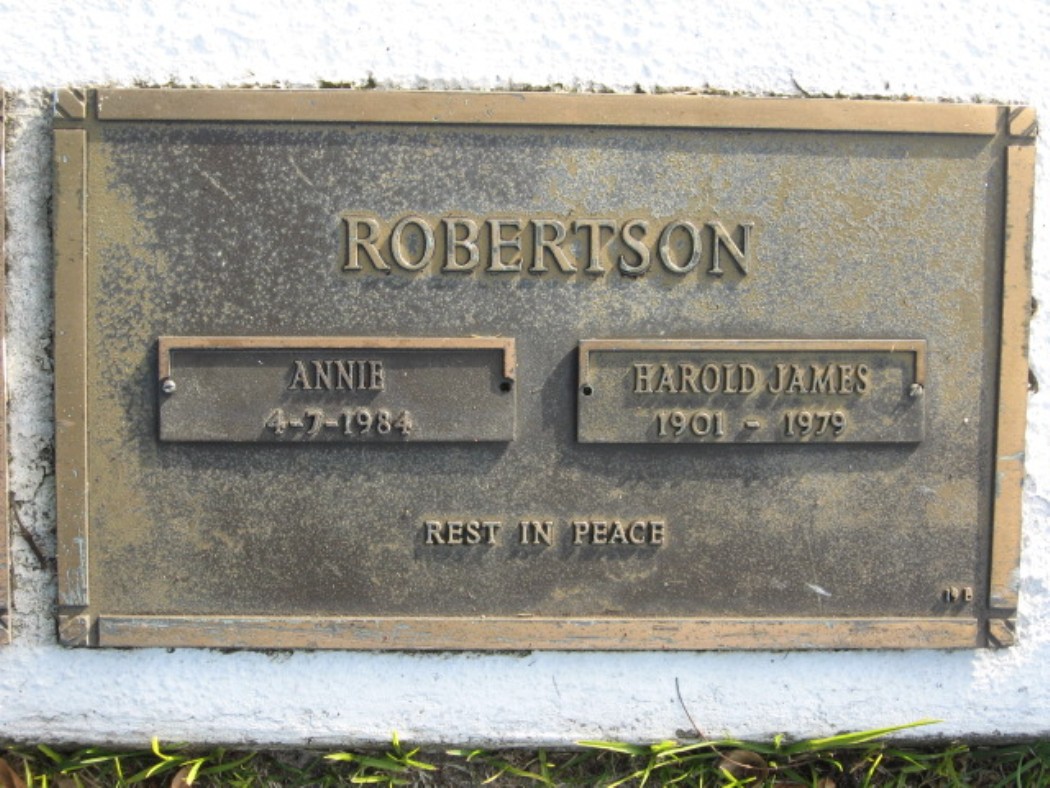 ROBERTSON
ANNIE
4-7-1984
HAROLD JAMES
1901 - 1979
REST IN PEACE